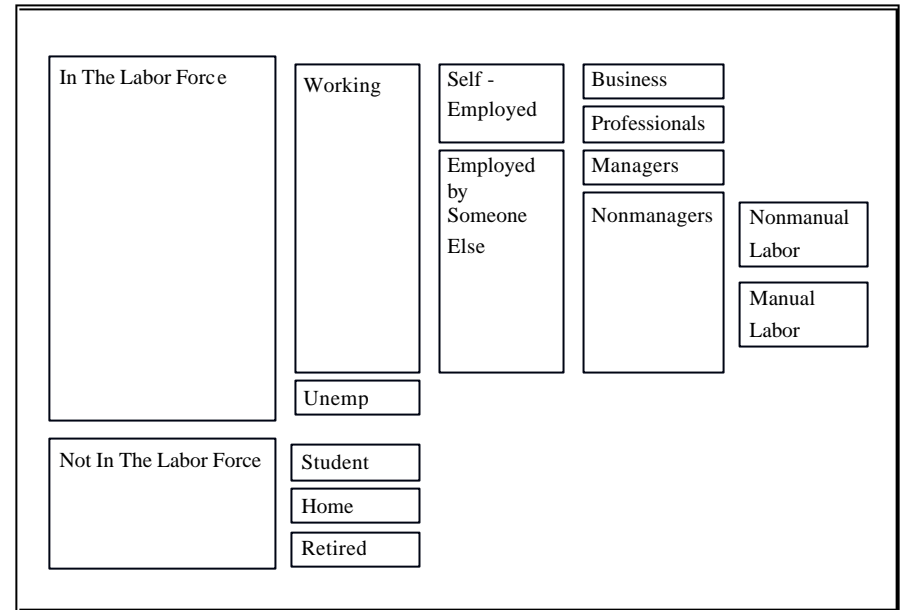 In The Labor Force
Working
Self -
Employed
Business
Professionals
Employed
by
Someone
Else
Managers
Nonmanagers
Nonmanual
Labor
Manual
Labor
Unemp
Not In The Labor Force
Student
Home
Retired